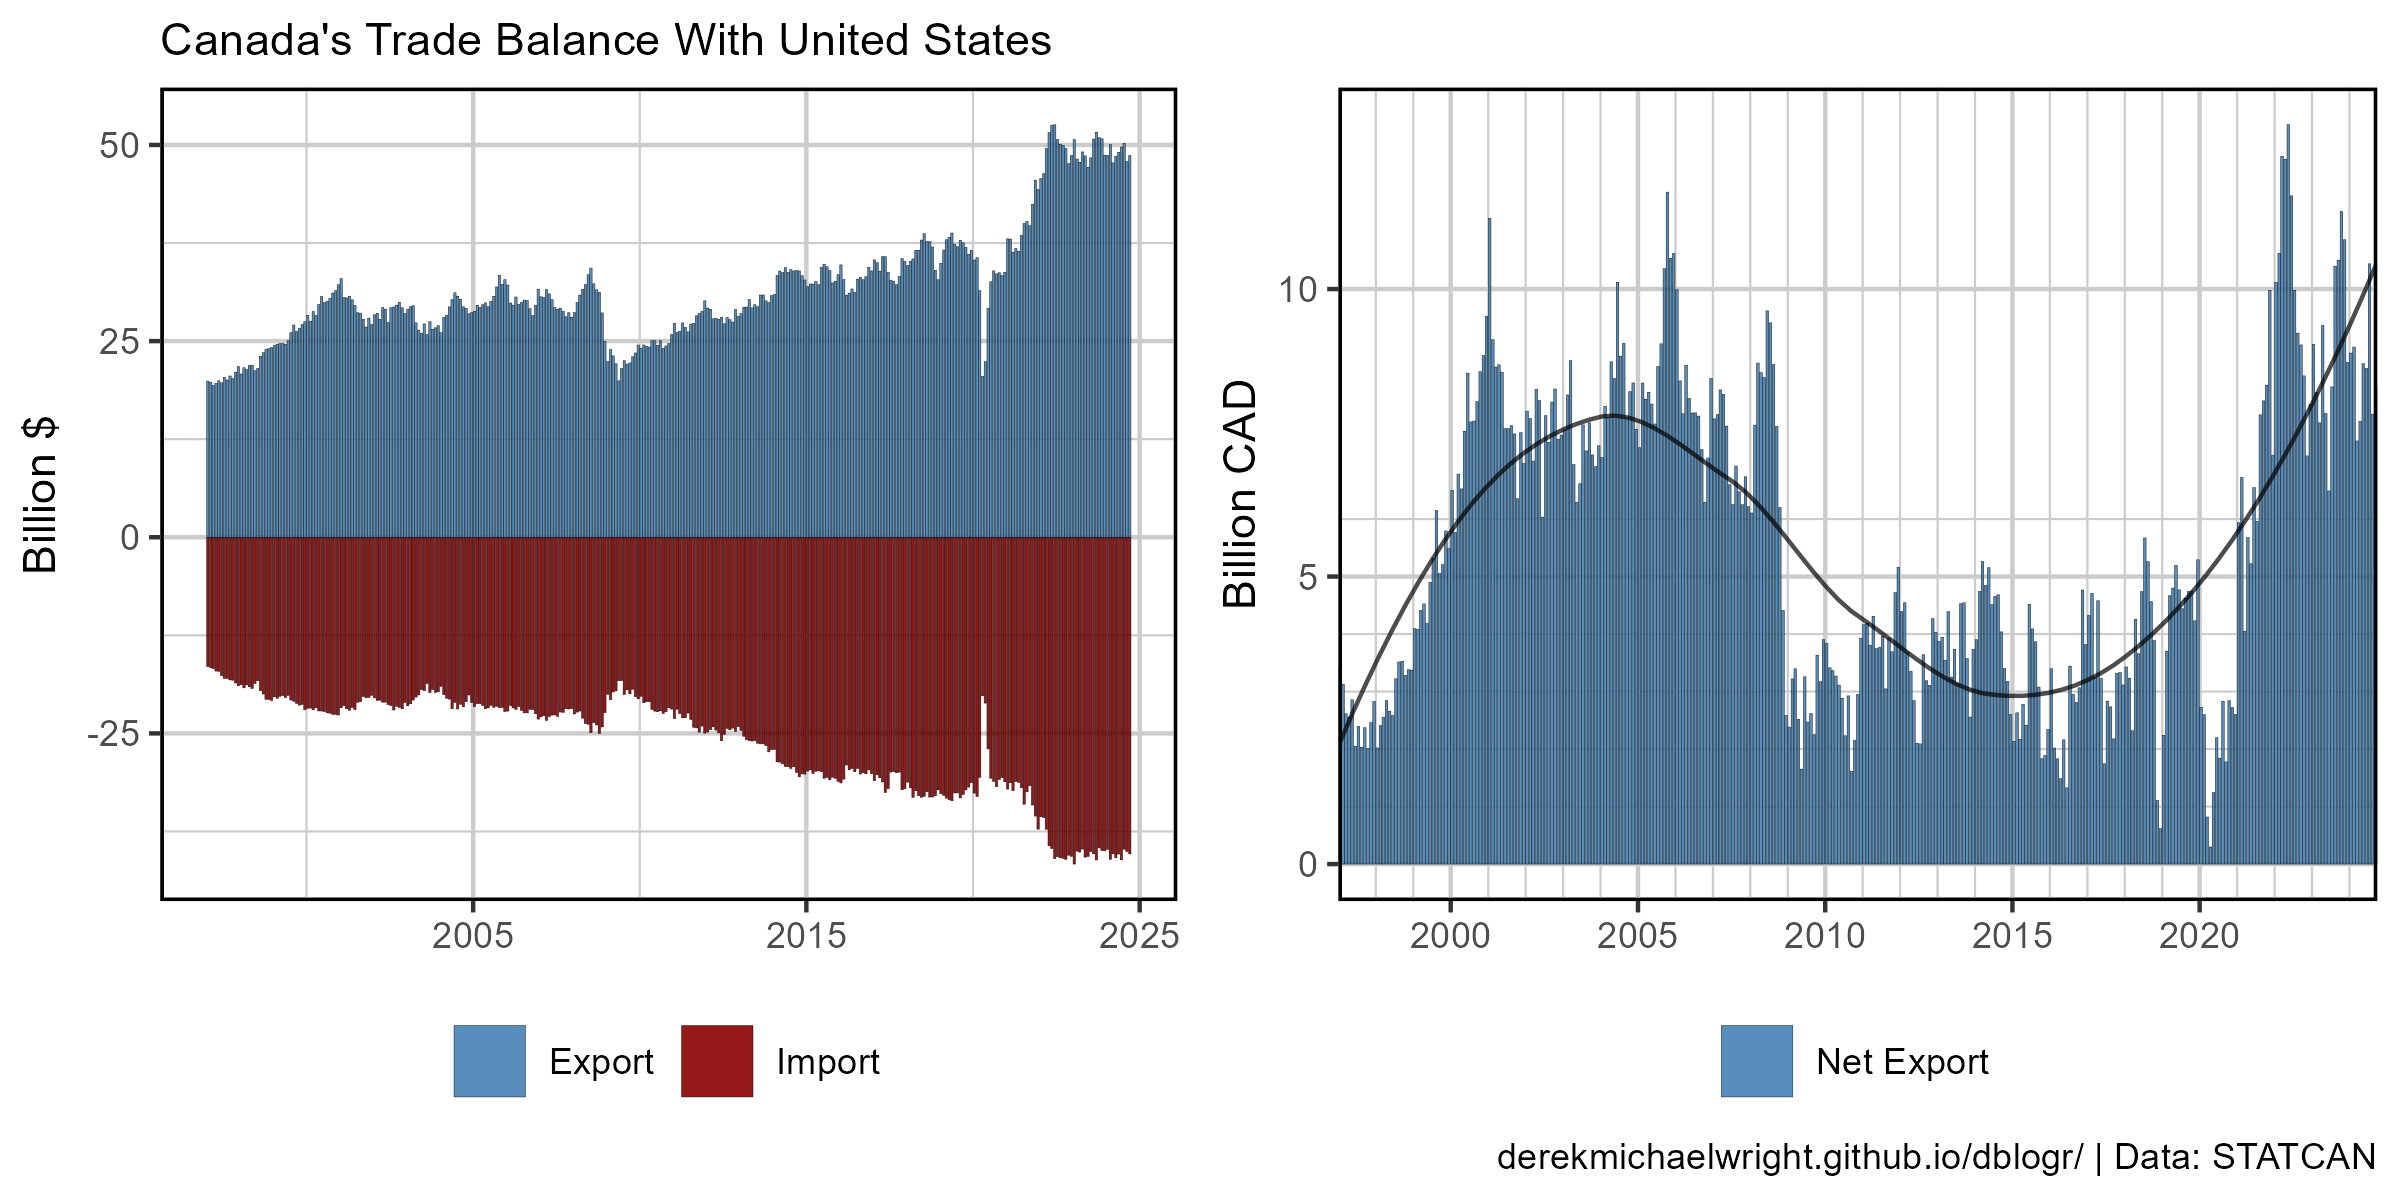 Canada's Trade Balance With United States
Billion $
50
25
0
-25
2005
2015
2025
Export
Import
Billion CAD
10
5
0
2000
2005
2010
2015
2020
Net Export
derekmichaelwright.github.io/dblogr/ | Data: STATCAN